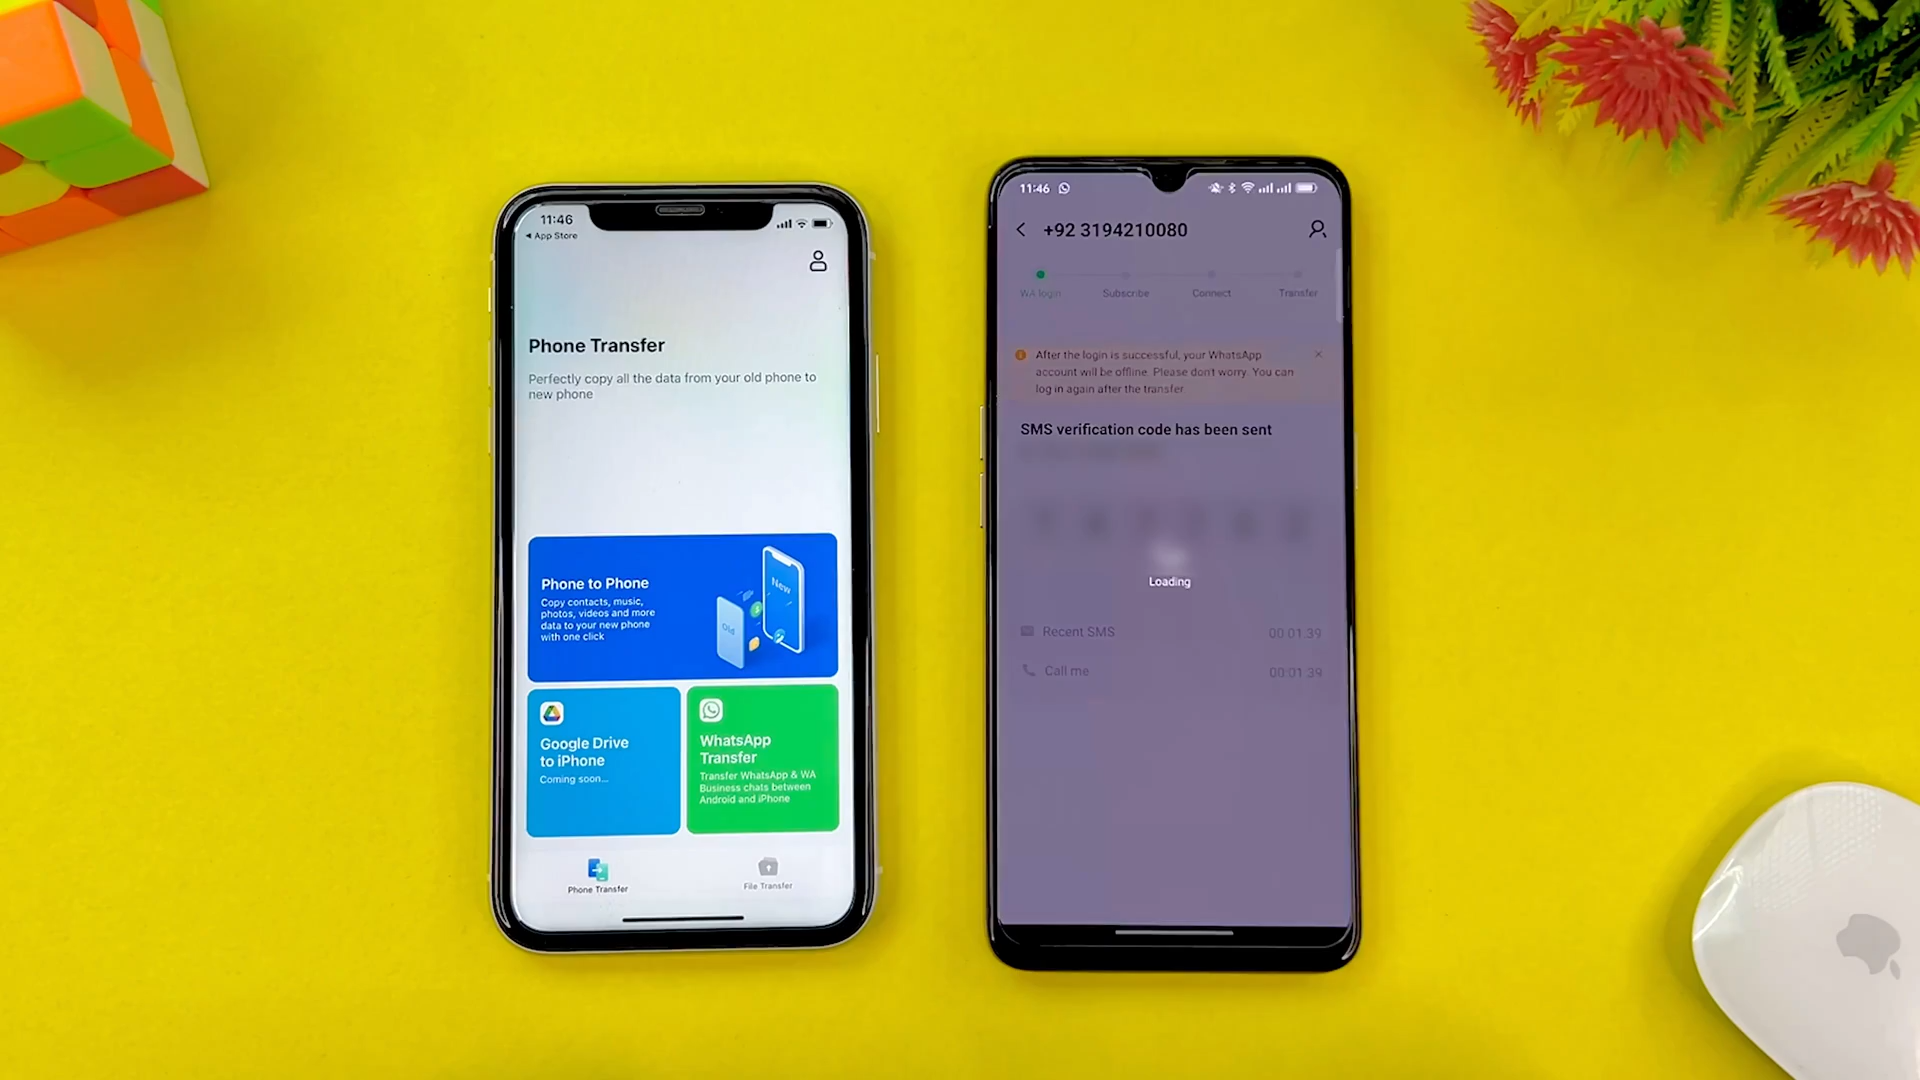 11:46
App Store
Phone Transfer
Perfectly copy all the data from your old phone to
new phone
Phone to Phone
Copy contacts, music,
photos, videos and more
data to your new phone
with one click
New
Old
Google Drive
to iPhone
Coming soon...
WhatsApp
Transfer
Transfer WhatsApp & WA
Business chats between
Android and iPhone
Phone Transfer
File Transfer
11:46
+92 3194210080
WA login
Subscribe
Connect
Transfer
After the login is successful, your WhatsApp
account will be offline. Please don't worry. You can
log in again after the transfer
SMS verification code has been sent
Loading
Recent SMS
00:01:39
Call me
00:01:39